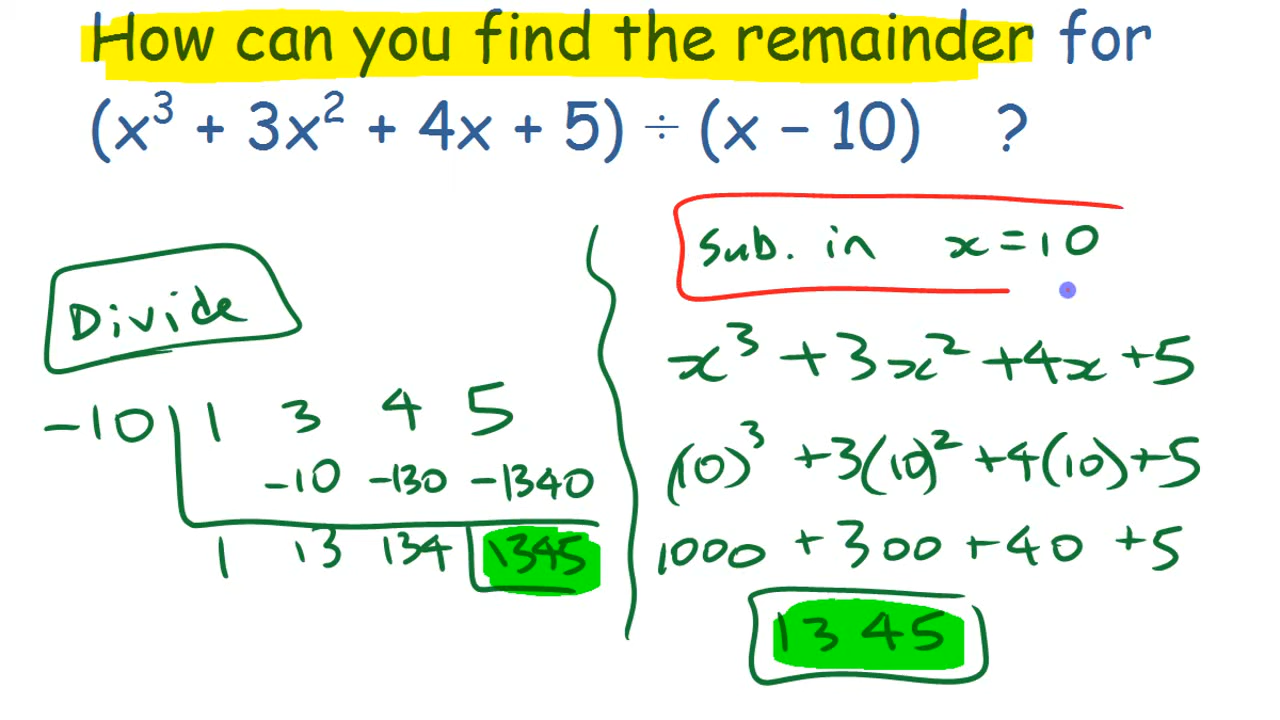 How can you find the remainder for
(x³ + 3x² + 4x + 5) ÷ (x – 10) ?
Divide
-10 1 3 4 5
-10 -130 -1340
1 13 134 1345
Sub. in x=10
x³ +3x² +4x +5
(10)³ +3(10)² +4(10)+5
1000 +300 +40 +5
1345